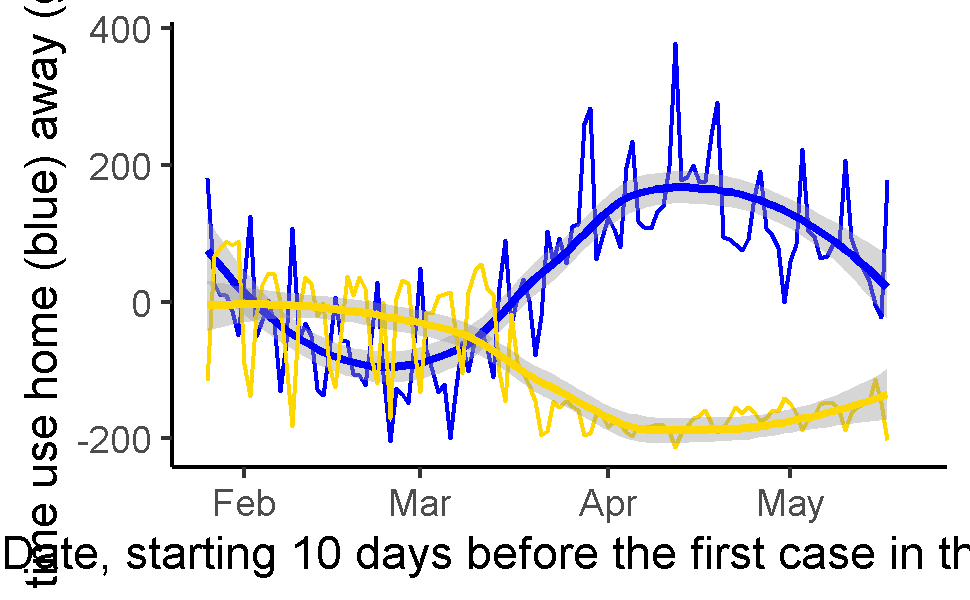 time use home (blue) away (
400
200
0
-200
Feb Mar Apr May
Date, starting 10 days before the first case in th